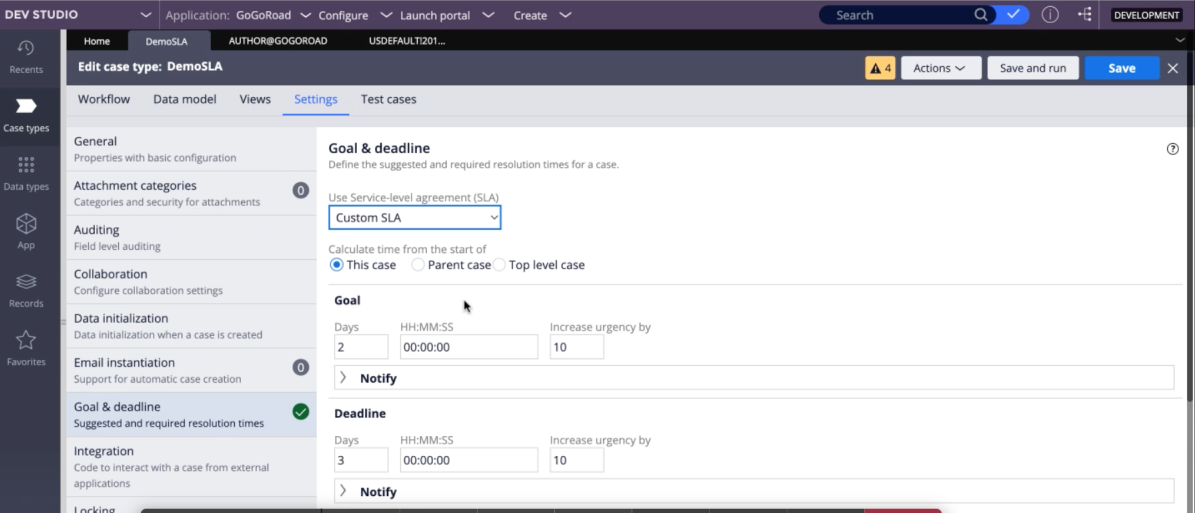 DEV STUDIO
Application: GoGoRoad Configure Launch portal Create
Search
DEVELOPMENT
Home DemoSLA AUTHOR@GOGOROAD USDEFAULT|201...
Edit case type: DemoSLA
4 Actions Save and run Save
Workflow Data model Views Settings Test cases
Recents
Case types
Data types
App
Records
Favorites
General
Properties with basic configuration
Attachment categories
Categories and security for attachments
0
Auditing
Field level auditing
Collaboration
Configure collaboration settings
Data initialization
Data initialization when a case is created
Email instantiation
Support for automatic case creation
0
Goal & deadline
Suggested and required resolution times
Integration
Code to interact with a case from external
applications
Locking
Goal & deadline
Define the suggested and required resolution times for a case.
Use Service-level agreement (SLA)
Custom SLA
Calculate time from the start of
This case Parent case Top level case
Goal
Days HH:MM:SS Increase urgency by
2 00:00:00 10
Notify
Deadline
Days HH:MM:SS Increase urgency by
3 00:00:00 10
Notify